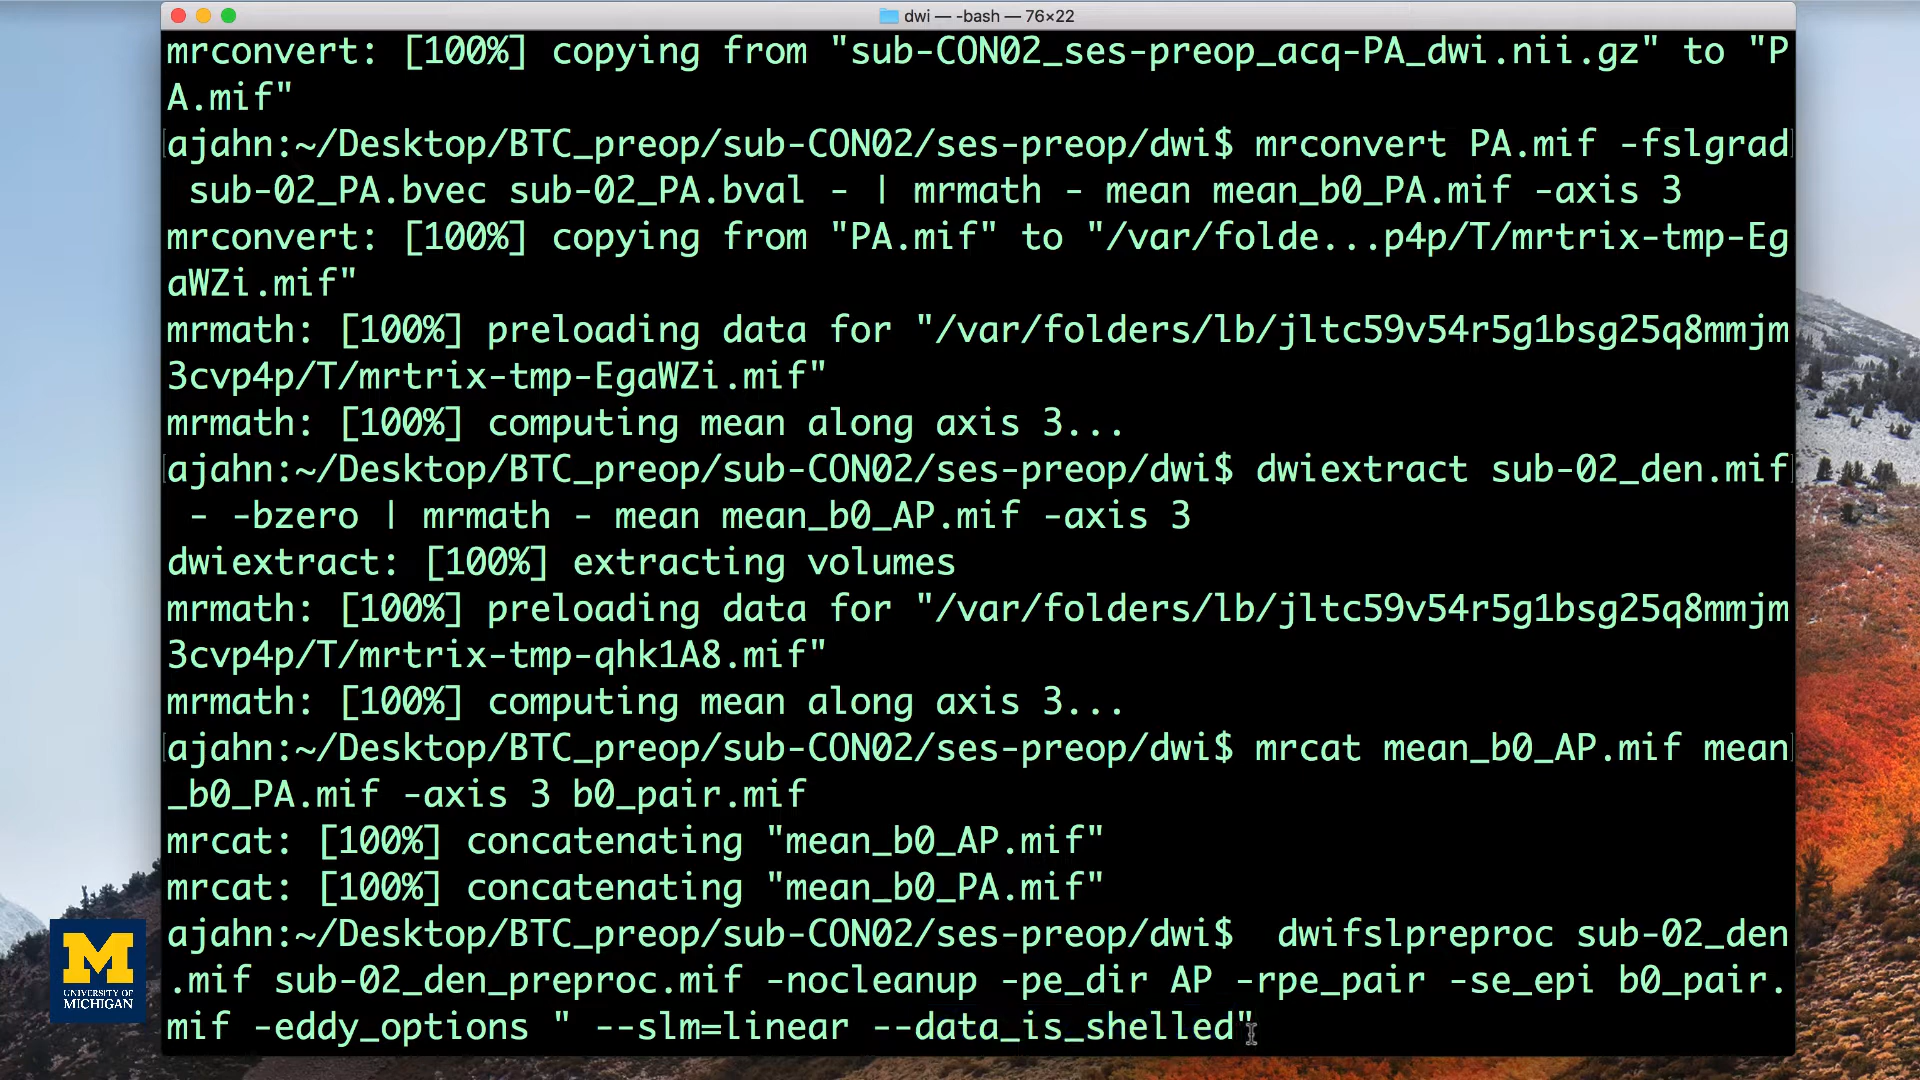 dwi — -bash — 76×22
mrconvert: [100%] copying from "sub-CON02_ses-preop_acq-PA_dwi.nii.gz" to "P
A.mif"
ajahn:~/Desktop/BTC_preop/sub-CON02/ses-preop/dwi$ mrconvert PA.mif -fslgrad
 sub-02_PA.bvec sub-02_PA.bval - | mrmath - mean mean_b0_PA.mif -axis 3
mrconvert: [100%] copying from "PA.mif" to "/var/folde...p4p/T/mrtrix-tmp-Eg
aWZi.mif"
mrmath: [100%] preloading data for "/var/folders/lb/jltc59v54r5g1bsg25q8mmjm
3cvp4p/T/mrtrix-tmp-EgaWZi.mif"
mrmath: [100%] computing mean along axis 3...
ajahn:~/Desktop/BTC_preop/sub-CON02/ses-preop/dwi$ dwiextract sub-02_den.mif
 - -bzero | mrmath - mean mean_b0_AP.mif -axis 3
dwiextract: [100%] extracting volumes
mrmath: [100%] preloading data for "/var/folders/lb/jltc59v54r5g1bsg25q8mmjm
3cvp4p/T/mrtrix-tmp-qhk1A8.mif"
mrmath: [100%] computing mean along axis 3...
ajahn:~/Desktop/BTC_preop/sub-CON02/ses-preop/dwi$ mrcat mean_b0_AP.mif mean
_b0_PA.mif -axis 3 b0_pair.mif
mrcat: [100%] concatenating "mean_b0_AP.mif"
mrcat: [100%] concatenating "mean_b0_PA.mif"
ajahn:~/Desktop/BTC_preop/sub-CON02/ses-preop/dwi$  dwifslpreproc sub-02_den
.mif sub-02_den_preproc.mif -nocleanup -pe_dir AP -rpe_pair -se_epi b0_pair.
mif -eddy_options " --slm=linear --data_is_shelled"
M
UNIVERSITY OF
MICHIGAN